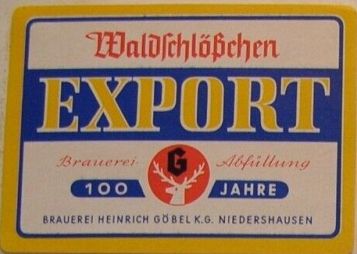 Waldschlößchen
EXPORT
Brauerei G Abfüllung
100 JAHRE
BRAUEREI HEINRICH GÖBEL K.G. NIEDERSHAUSEN